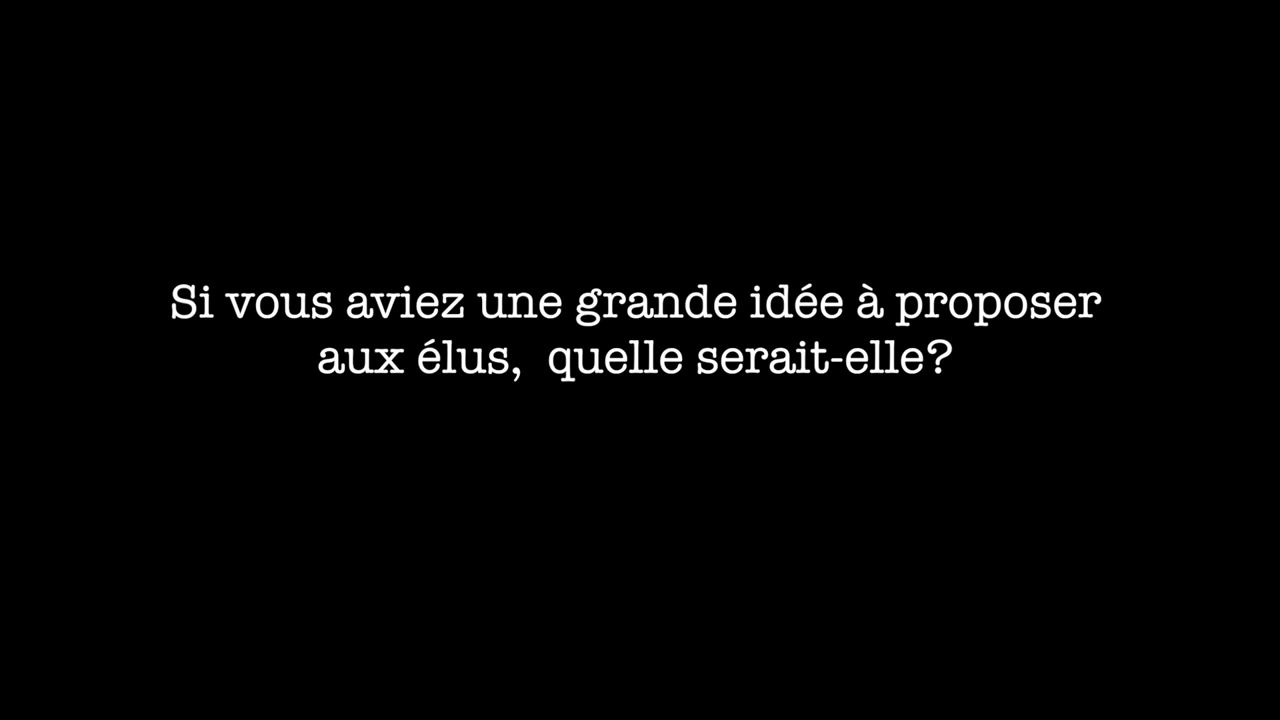 Si vous aviez une grande idée à proposer
aux élus,  quelle serait-elle?